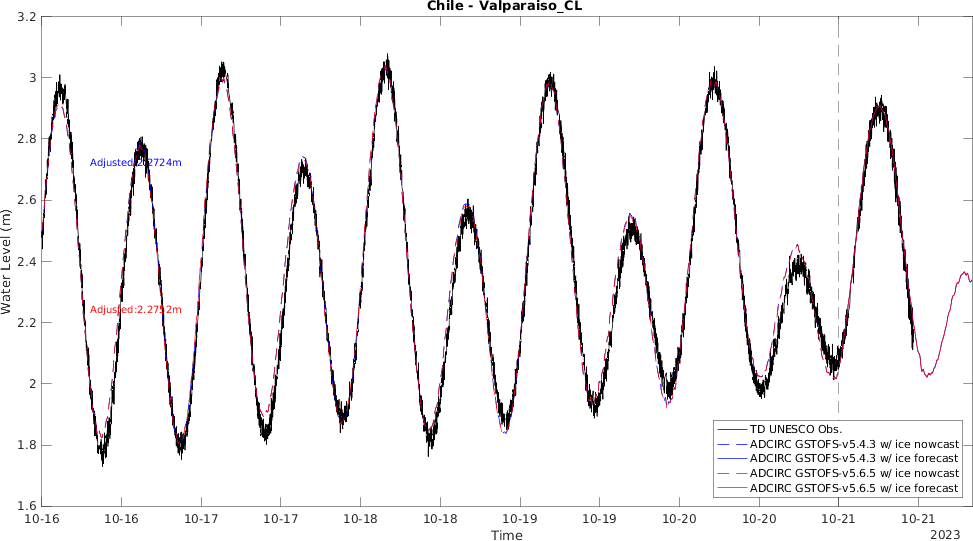 Chile - Valparaiso_CL
3.2
3
2.8
2.6
2.4
2.2
2
1.8
1.6
Water Level (m)
Adjusted:2.2724m
Adjusted:2.2752m
TD UNESCO Obs.
ADCIRC GSTOFS-v5.4.3 w/ ice nowcast
ADCIRC GSTOFS-v5.4.3 w/ ice forecast
ADCIRC GSTOFS-v5.6.5 w/ ice nowcast
ADCIRC GSTOFS-v5.6.5 w/ ice forecast
10-16 10-16 10-17 10-17 10-18 10-18 10-19 10-19 10-20 10-20 10-21 10-21
Time
2023